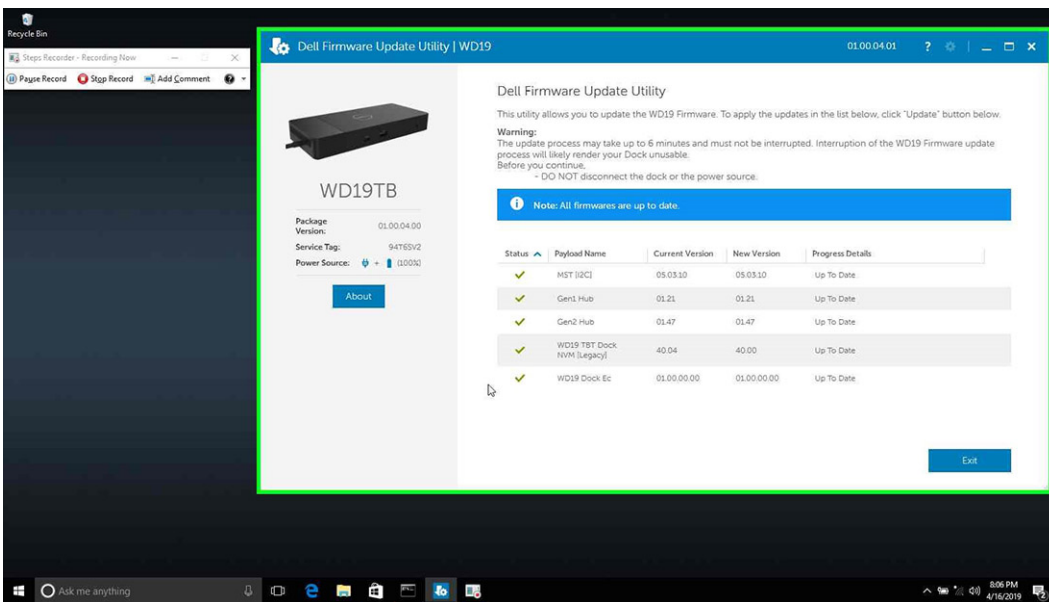 Recycle Bin
Steps Recorder - Recording Now
Pause Record Stop Record Add Comment
Dell Firmware Update Utility | WD19 01.00.04.01 ?
Dell Firmware Update Utility
This utility allows you to update the WD19 Firmware. To apply the updates in the list below, click "Update" button below.
Warning:
The update process may take up to 6 minutes and must not be interrupted. Interruption of the WD19 Firmware update
process will likely render your Dock unusable.
Before you continue,
- DO NOT disconnect the dock or the power source.
WD19TB
Note: All firmwares are up to date.
Package
Version: 01.00.04.00
Service Tag: 94T6SV2
Power Source: + (100%)
About
Status Payload Name Current Version New Version Progress Details
MST [I2C] 05.03.10 05.03.10 Up To Date
Gen1 Hub 01.21 01.21 Up To Date
Gen2 Hub 01.47 01.47 Up To Date
WD19 TBT Dock
NVM [Legacy] 40.04 40.00 Up To Date
WD19 Dock Ec 01.00.00.00 01.00.00.00 Up To Date
Exit
Ask me anything
8:06 PM
4/16/2019
2